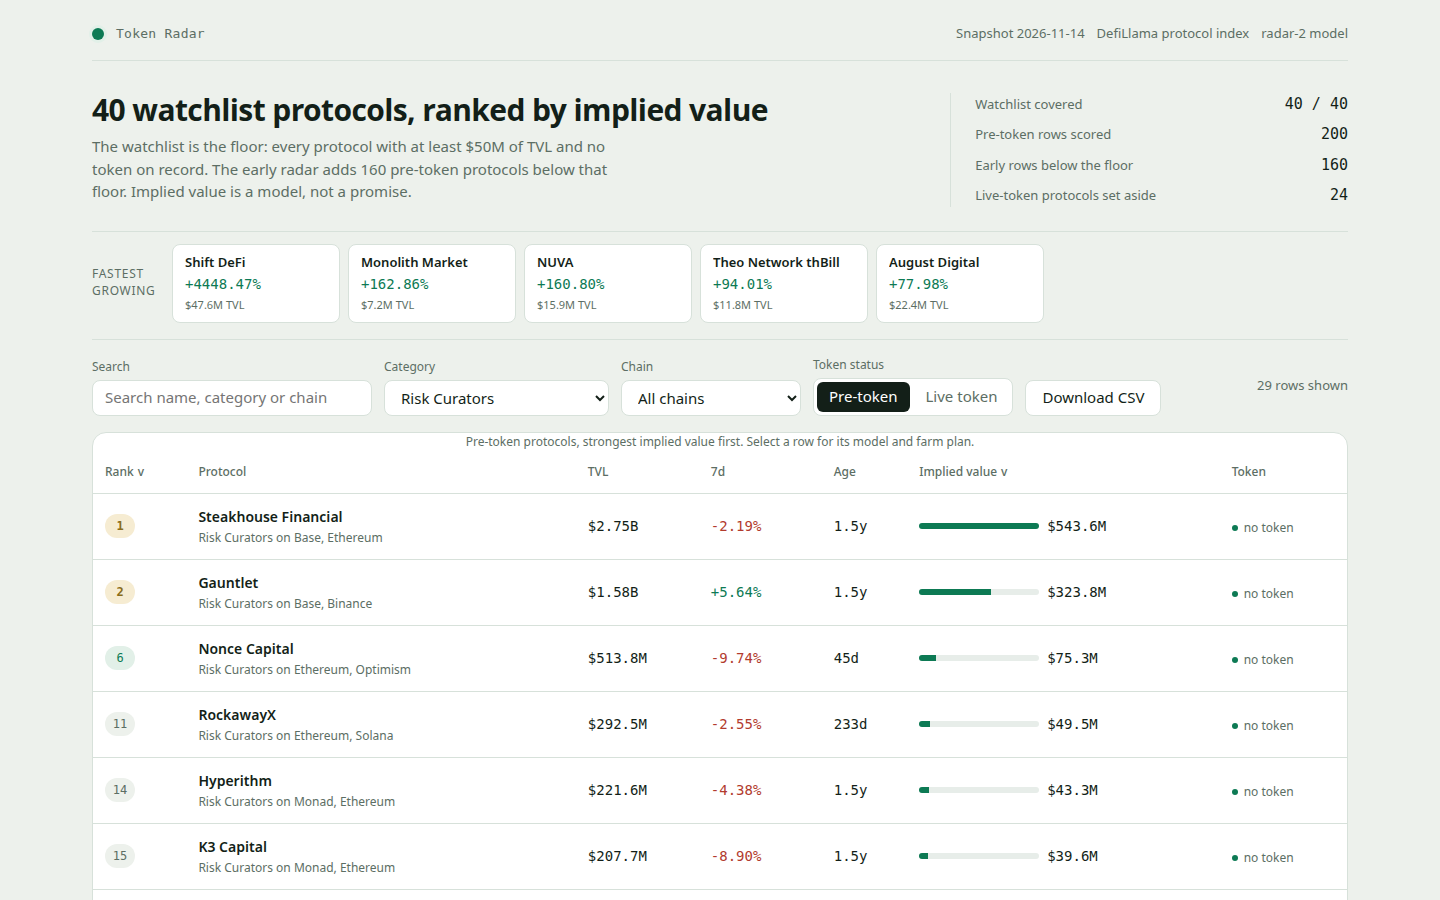 Token Radar
Snapshot 2026-11-14 DefiLlama protocol index radar-2 model
40 watchlist protocols, ranked by implied value
The watchlist is the floor: every protocol with at least $50M of TVL and no
token on record. The early radar adds 160 pre-token protocols below that
floor. Implied value is a model, not a promise.
Watchlist covered 40 / 40
Pre-token rows scored 200
Early rows below the floor 160
Live-token protocols set aside 24
FASTEST
GROWING
Shift DeFi
+4448.47%
$47.6M TVL
Monolith Market
+162.86%
$7.2M TVL
NUVA
+160.80%
$15.9M TVL
Theo Network thBill
+94.01%
$11.8M TVL
August Digital
+77.98%
$22.4M TVL
Search
Search name, category or chain
Category
Risk Curators
Chain
All chains
Token status
Pre-token Live token
Download CSV
29 rows shown
Pre-token protocols, strongest implied value first. Select a row for its model and farm plan.
Rank v Protocol TVL 7d Age Implied value v Token
1 Steakhouse Financial $2.75B -2.19% 1.5y $543.6M no token
Risk Curators on Base, Ethereum
2 Gauntlet $1.58B +5.64% 1.5y $323.8M no token
Risk Curators on Base, Binance
6 Nonce Capital $513.8M -9.74% 45d $75.3M no token
Risk Curators on Ethereum, Optimism
11 RockawayX $292.5M -2.55% 233d $49.5M no token
Risk Curators on Ethereum, Solana
14 Hyperithm $221.6M -4.38% 1.5y $43.3M no token
Risk Curators on Monad, Ethereum
15 K3 Capital $207.7M -8.90% 1.5y $39.6M no token
Risk Curators on Monad, Ethereum